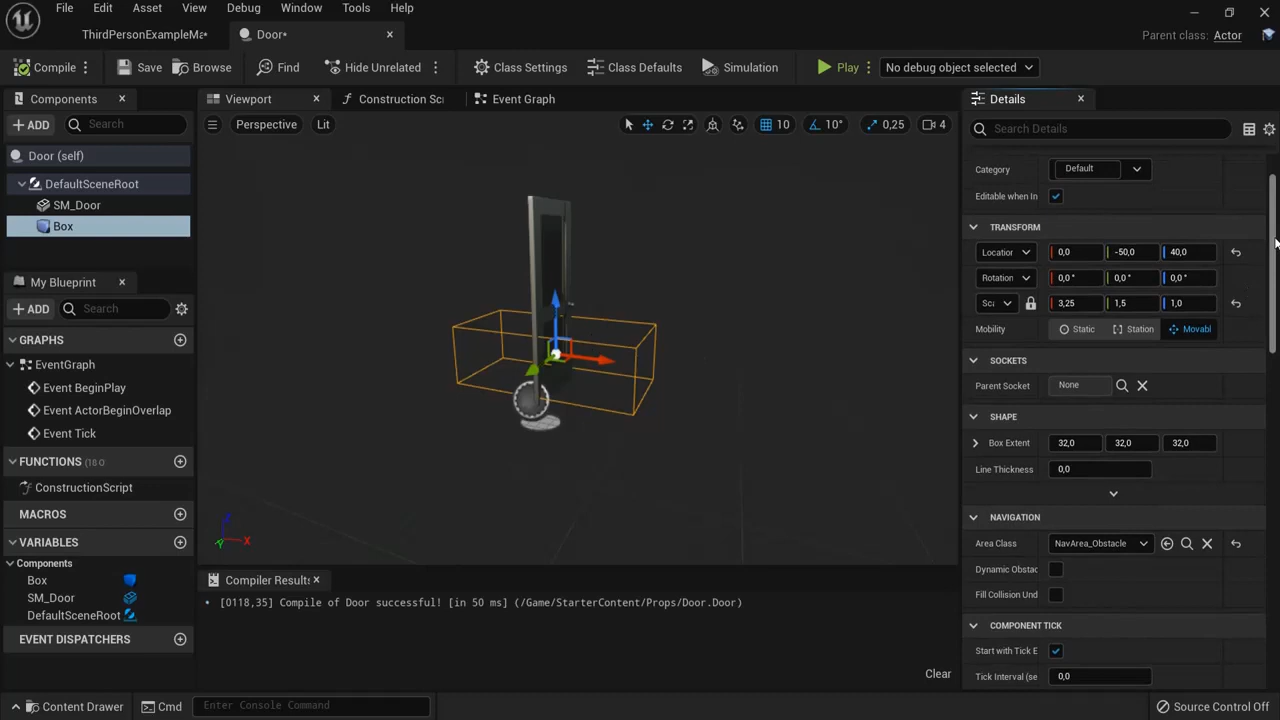 File Edit Asset View Debug Window Tools Help
ThirdPersonExampleMa*
Door*
Parent class: Actor
Compile
Save
Browse
Find
Hide Unrelated
Class Settings
Class Defaults
Simulation
Play
No debug object selected
Components
Viewport
Construction Scr
Event Graph
Details
+ ADD
Search
Perspective
Lit
10
10°
0,25
4
Search Details
Door (self)
DefaultSceneRoot
SM_Door
Box
Category
Default
Editable when In
TRANSFORM
Location
0,0
-50,0
40,0
Rotation
0,0 °
0,0 °
0,0 °
Sca
3,25
1,5
1,0
Mobility
Static
Station
Movabl
SOCKETS
Parent Socket
None
SHAPE
Box Extent
32,0
32,0
32,0
Line Thickness
0,0
NAVIGATION
Area Class
NavArea_Obstacle
Dynamic Obstac
Fill Collision Und
COMPONENT TICK
Start with Tick E
Tick Interval (se
0,0
My Blueprint
+ ADD
Search
GRAPHS
EventGraph
Event BeginPlay
Event ActorBeginOverlap
Event Tick
FUNCTIONS (18 O
ConstructionScript
MACROS
VARIABLES
Components
Box
SM_Door
DefaultSceneRoot
EVENT DISPATCHERS
Z
X
Y
Compiler Results
[0118,35] Compile of Door successful! [in 50 ms] (/Game/StarterContent/Props/Door.Door)
Clear
Content Drawer
Cmd
Enter Console Command
Source Control Off